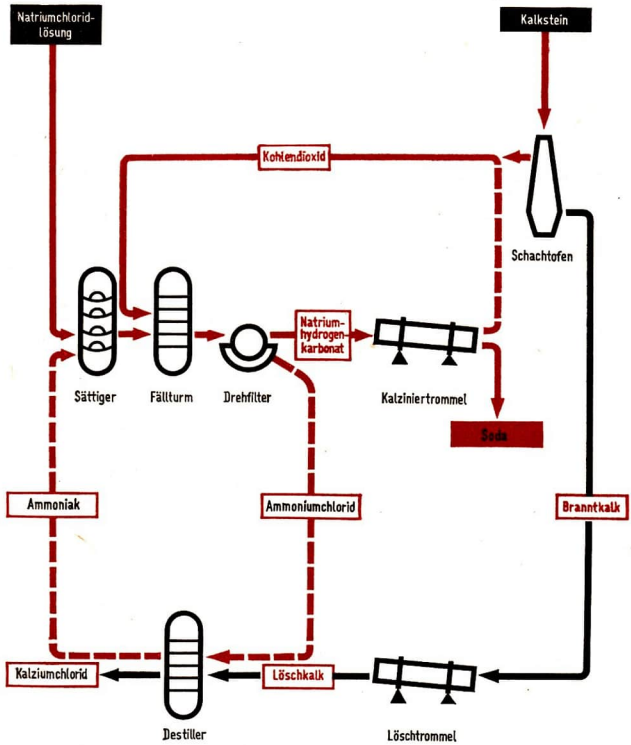 Natriumchlorid-
lösung
Kalkstein
Kohlendioxid
Schachtofen
Natrium-
hydrogen-
karbonat
Sättiger
Fällturm
Drehfilter
Kalziniertrommel
Soda
Ammoniak
Ammoniumchlorid
Branntkalk
Kalziumchlorid
Löschkalk
Destiller
Löschtrommel